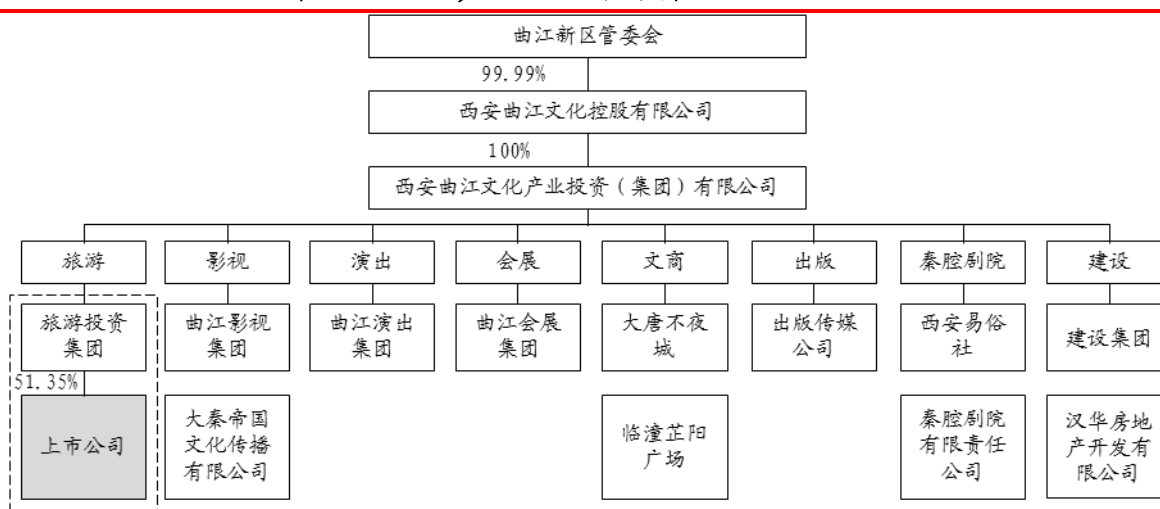 曲江新区管委会
99.99%
西安曲江文化控股有限公司
100%
西安曲江文化产业投资（集团）有限公司
旅游
影视
演出
会展
文商
出版
秦腔剧院
建设
旅游投资
集团
曲江影视
集团
曲江演出
集团
曲江会展
集团
大唐不夜
城
出版传媒
公司
西安易俗
社
建设集团
51.35%
上市公司
大秦帝国
文化传播
有限公司
临潼芷阳
广场
秦腔剧院
有限责任
公司
汉华房地
产开发有
限公司